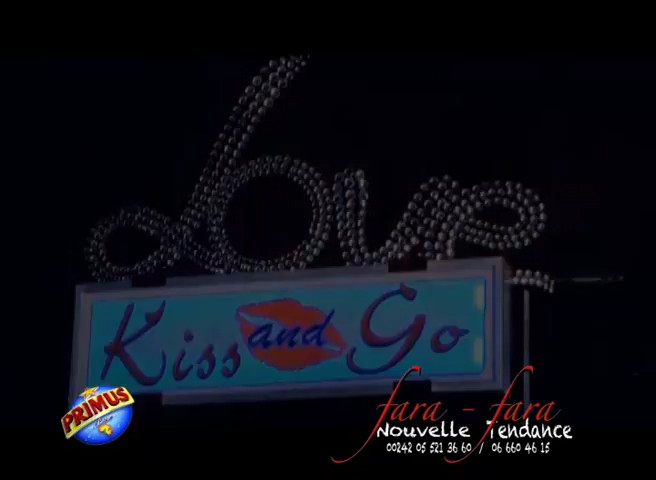 Love
Kiss and Go
PRIMUS
fara - fara
Nouvelle Tendance
00242 05 521 36 60 / 06 660 46 15